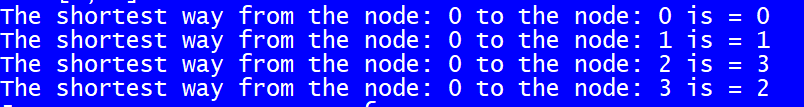 The shortest way from the node: 0 to the node: 0 is = 0
The shortest way from the node: 0 to the node: 1 is = 1
The shortest way from the node: 0 to the node: 2 is = 3
The shortest way from the node: 0 to the node: 3 is = 2